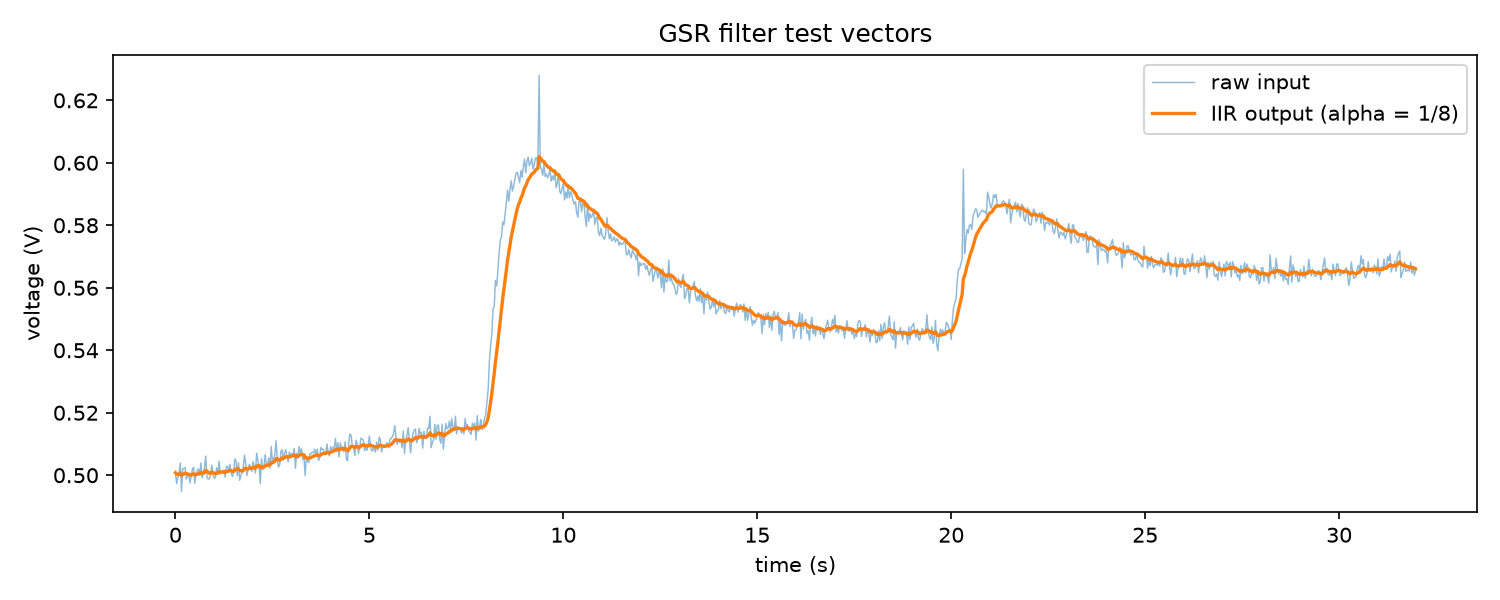 GSR filter test vectors
raw input
IIR output (alpha = 1/8)
voltage (V)
0.62
0.60
0.58
0.56
0.54
0.52
0.50
0 5 10 15 20 25 30
time (s)